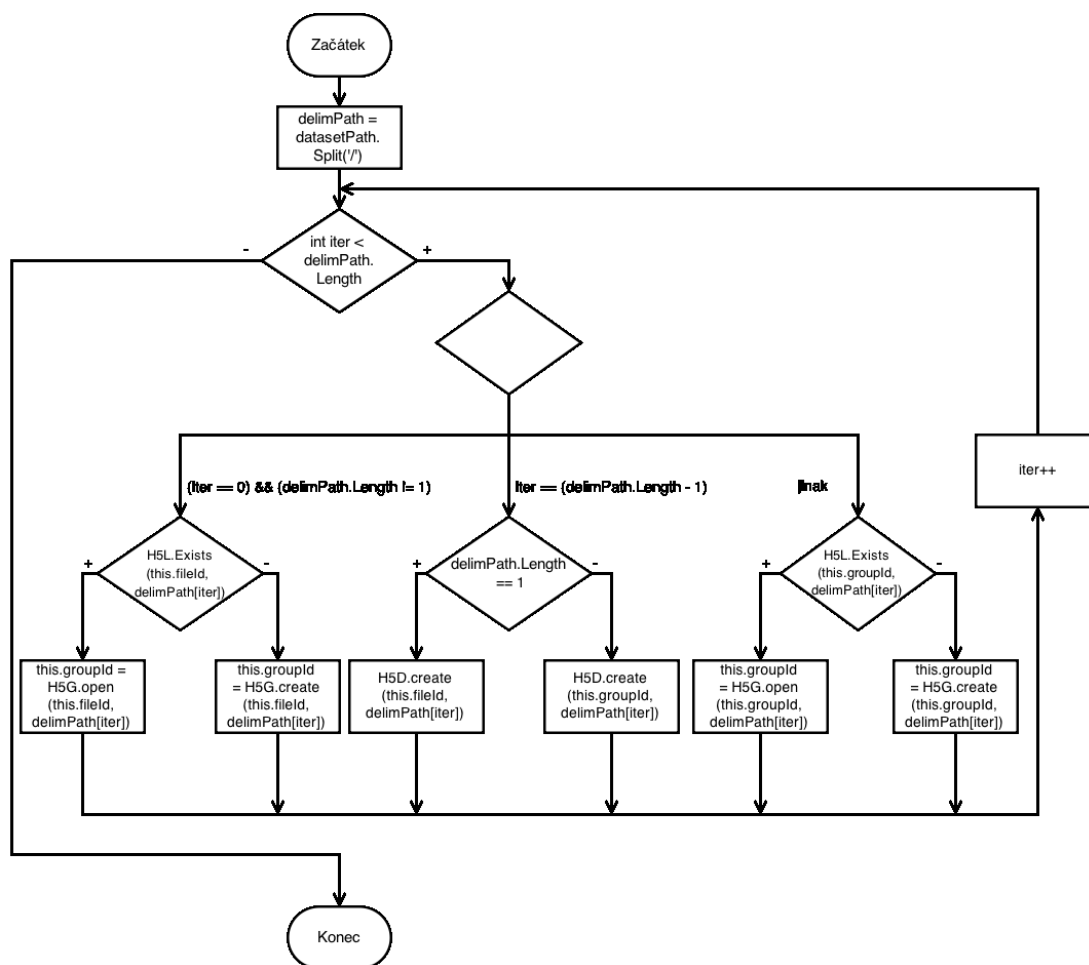 Začátek
delimPath =
datasetPath.
Split('/')
int iter <
delimPath.
Length
-
+
iter++
(iter == 0) && (delimPath.Length != 1)
iter == (delimPath.Length - 1)
jinak
H5L.Exists
(this.fileId,
delimPath[iter])
+
-
delimPath.Length
== 1
+
-
H5L.Exists
(this.groupId,
delimPath[iter])
+
-
this.groupId =
H5G.open
(this.fileId,
delimPath[iter])
this.groupId
= H5G.create
(this.fileId,
delimPath[iter])
H5D.create
(this.fileId,
delimPath[iter])
H5D.create
(this.groupId,
delimPath[iter])
this.groupId
= H5G.open
(this.groupId,
delimPath[iter])
this.groupId
= H5G.create
(this.groupId,
delimPath[iter])
Konec